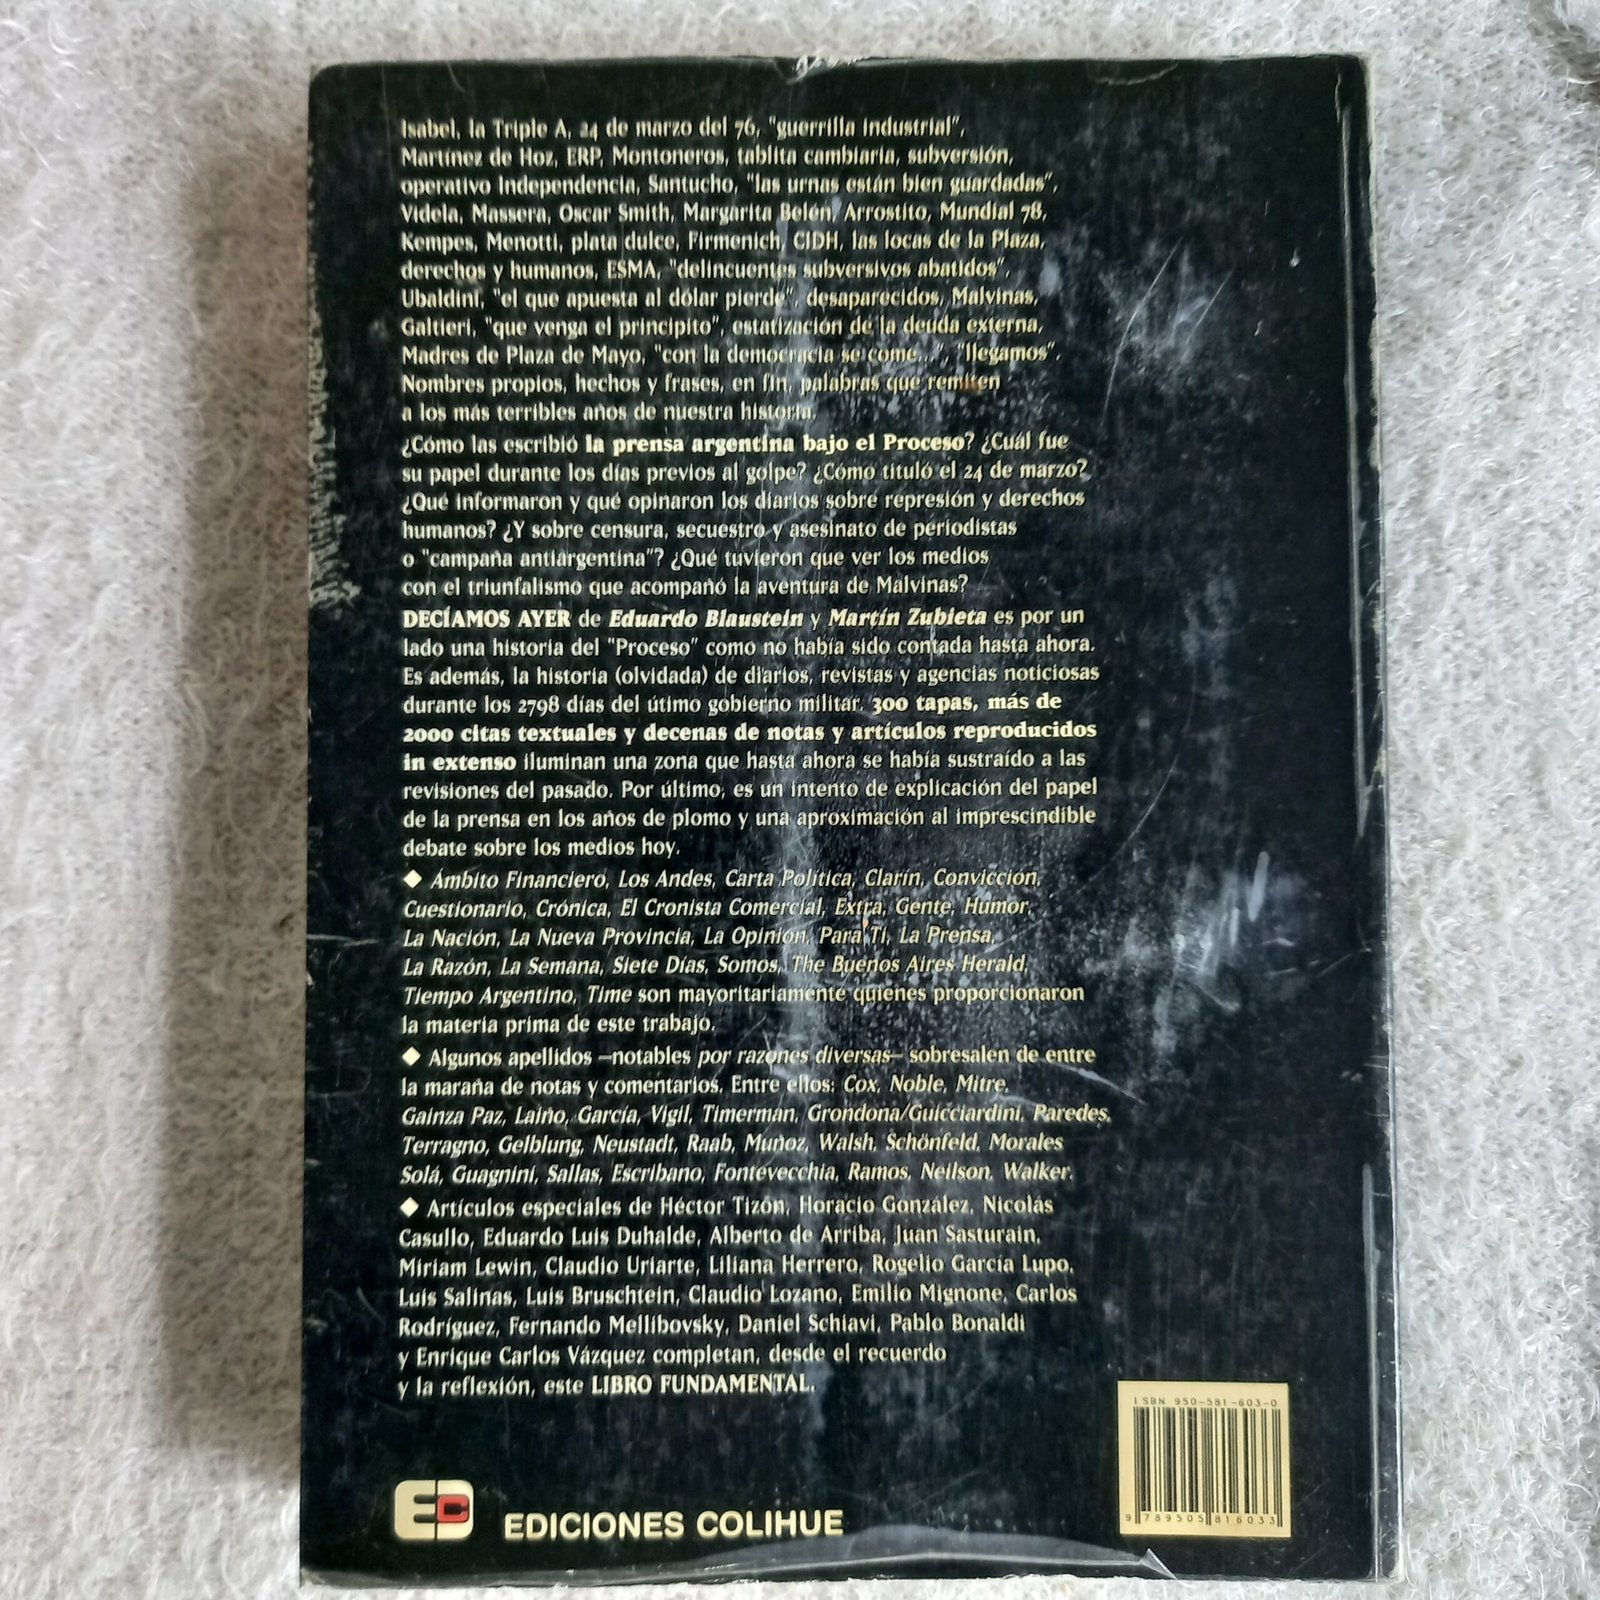 Isabel, la Triple A, 24 de marzo del 76, "guerrilla industrial",
Martínez de Hoz, ERP, Montoneros, tablita cambiaria, subversión,
operativo Independencia, Santucho, "las urnas están bien guardadas",
Videla, Massera, Oscar Smith, Margarita Belén, Arrostito, Mundial 78,
Kempes, Menotti, plata dulce, Firmenich, CIDH, las locas de la Plaza,
derechos y humanos, ESMA, "delincuentes subversivos abatidos",
Ubaldini, "el que apuesta al dólar pierde", desaparecidos, Malvinas,
Galtieri, "que venga el principito", estatización de la deuda externa,
Madres de Plaza de Mayo, "con la democracia se come...", "llegamos".
Nombres propios, hechos y frases, en fin, palabras que remiten
a los más terribles años de nuestra historia.
¿Cómo las escribió la prensa argentina bajo el Proceso? ¿Cuál fue
su papel durante los días previos al golpe? ¿Cómo tituló el 24 de marzo?
¿Qué informaron y qué opinaron los diarios sobre represión y derechos
humanos? ¿Y sobre censura, secuestro y asesinato de periodistas
o "campaña antiargentina"? ¿Qué tuvieron que ver los medios
con el triunfalismo que acompañó la aventura de Malvinas?
DECÍAMOS AYER de Eduardo Blaustein y Martín Zubieta es por un
lado una historia del "Proceso" como no había sido contada hasta ahora.
Es además, la historia (olvidada) de diarios, revistas y agencias noticiosas
durante los 2798 días del útimo gobierno militar. 300 tapas, más de
2000 citas textuales y decenas de notas y artículos reproducidos
in extenso iluminan una zona que hasta ahora se había sustraído a las
revisiones del pasado. Por último, es un intento de explicación del papel
de la prensa en los años de plomo y una aproximación al imprescindible
debate sobre los medios hoy.
◆ Ámbito Financiero, Los Andes, Carta Política, Clarín, Convicción,
Cuestionario, Crónica, El Cronista Comercial, Extra, Gente, Humor,
La Nación, La Nueva Provincia, La Opinión, Para Ti, La Prensa,
La Razón, La Semana, Siete Días, Somos, The Buenos Aires Herald,
Tiempo Argentino, Time son mayoritariamente quienes proporcionaron
la materia prima de este trabajo.
◆ Algunos apellidos –notables por razones diversas– sobresalen de entre
la maraña de notas y comentarios. Entre ellos: Cox, Noble, Mitre,
Gainza Paz, Laiño, García, Vigil, Timerman, Grondona/Guicciardini, Paredes,
Terragno, Gelblung, Neustadt, Raab, Muñoz, Walsh, Schönfeld, Morales
Solá, Guagnini, Sallas, Escribano, Fontevecchia, Ramos, Neilson, Walker.
◆ Artículos especiales de Héctor Tizón, Horacio González, Nicolás
Casullo, Eduardo Luis Duhalde, Alberto de Arriba, Juan Sasturain,
Miriam Lewin, Claudio Uriarte, Liliana Herrero, Rogelio García Lupo,
Luis Salinas, Luis Bruschtein, Claudio Lozano, Emilio Mignone, Carlos
Rodríguez, Fernando Mellibovsky, Daniel Schiavi, Pablo Bonaldi
y Enrique Carlos Vázquez completan, desde el recuerdo
y la reflexión, este LIBRO FUNDAMENTAL.
ISBN 950-581-603-0
9 789505 816033
EC EDICIONES COLIHUE